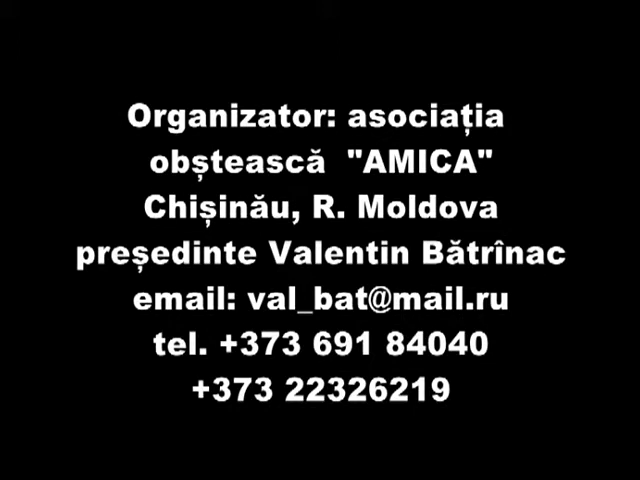 Organizator: asociația
obștească "AMICA"
Chișinău, R. Moldova
președinte Valentin Bătrînac
email: val_bat@mail.ru
tel. +373 691 84040
+373 22326219